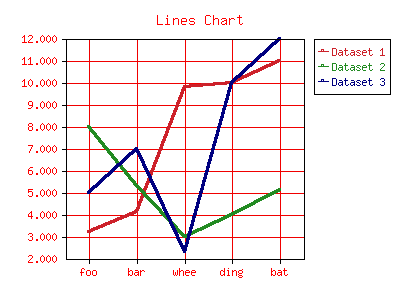 Lines Chart
12.000
11.000
10.000
9.000
8.000
7.000
6.000
5.000
4.000
3.000
2.000
foo bar whee ding bat
Dataset 1
Dataset 2
Dataset 3